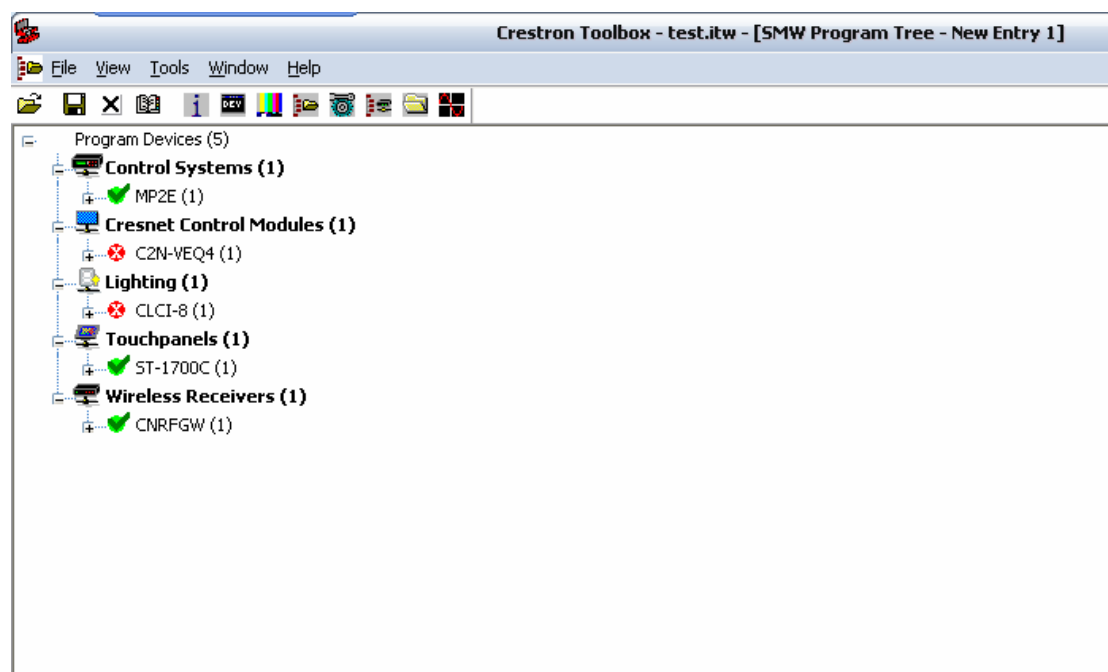 Crestron Toolbox - test.itw - [SMW Program Tree - New Entry 1]
File View Tools Window Help
DEV
Program Devices (5)
Control Systems (1)
MP2E (1)
Cresnet Control Modules (1)
C2N-VEQ4 (1)
Lighting (1)
CLCI-8 (1)
Touchpanels (1)
ST-1700C (1)
Wireless Receivers (1)
CNRFGW (1)